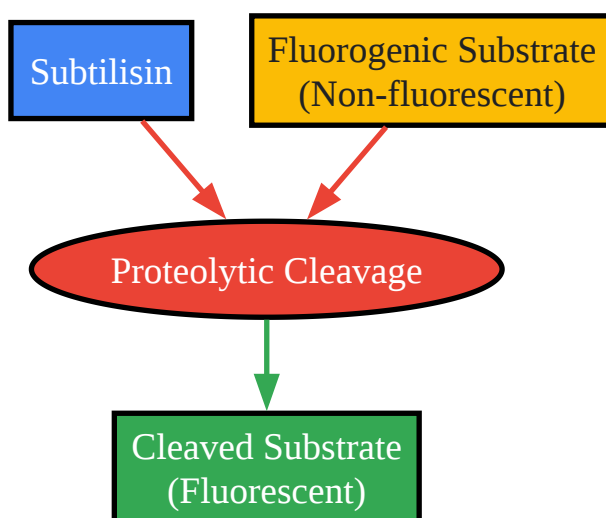 Subtilisin
Fluorogenic Substrate
(Non-fluorescent)
Proteolytic Cleavage
Cleaved Substrate
(Fluorescent)